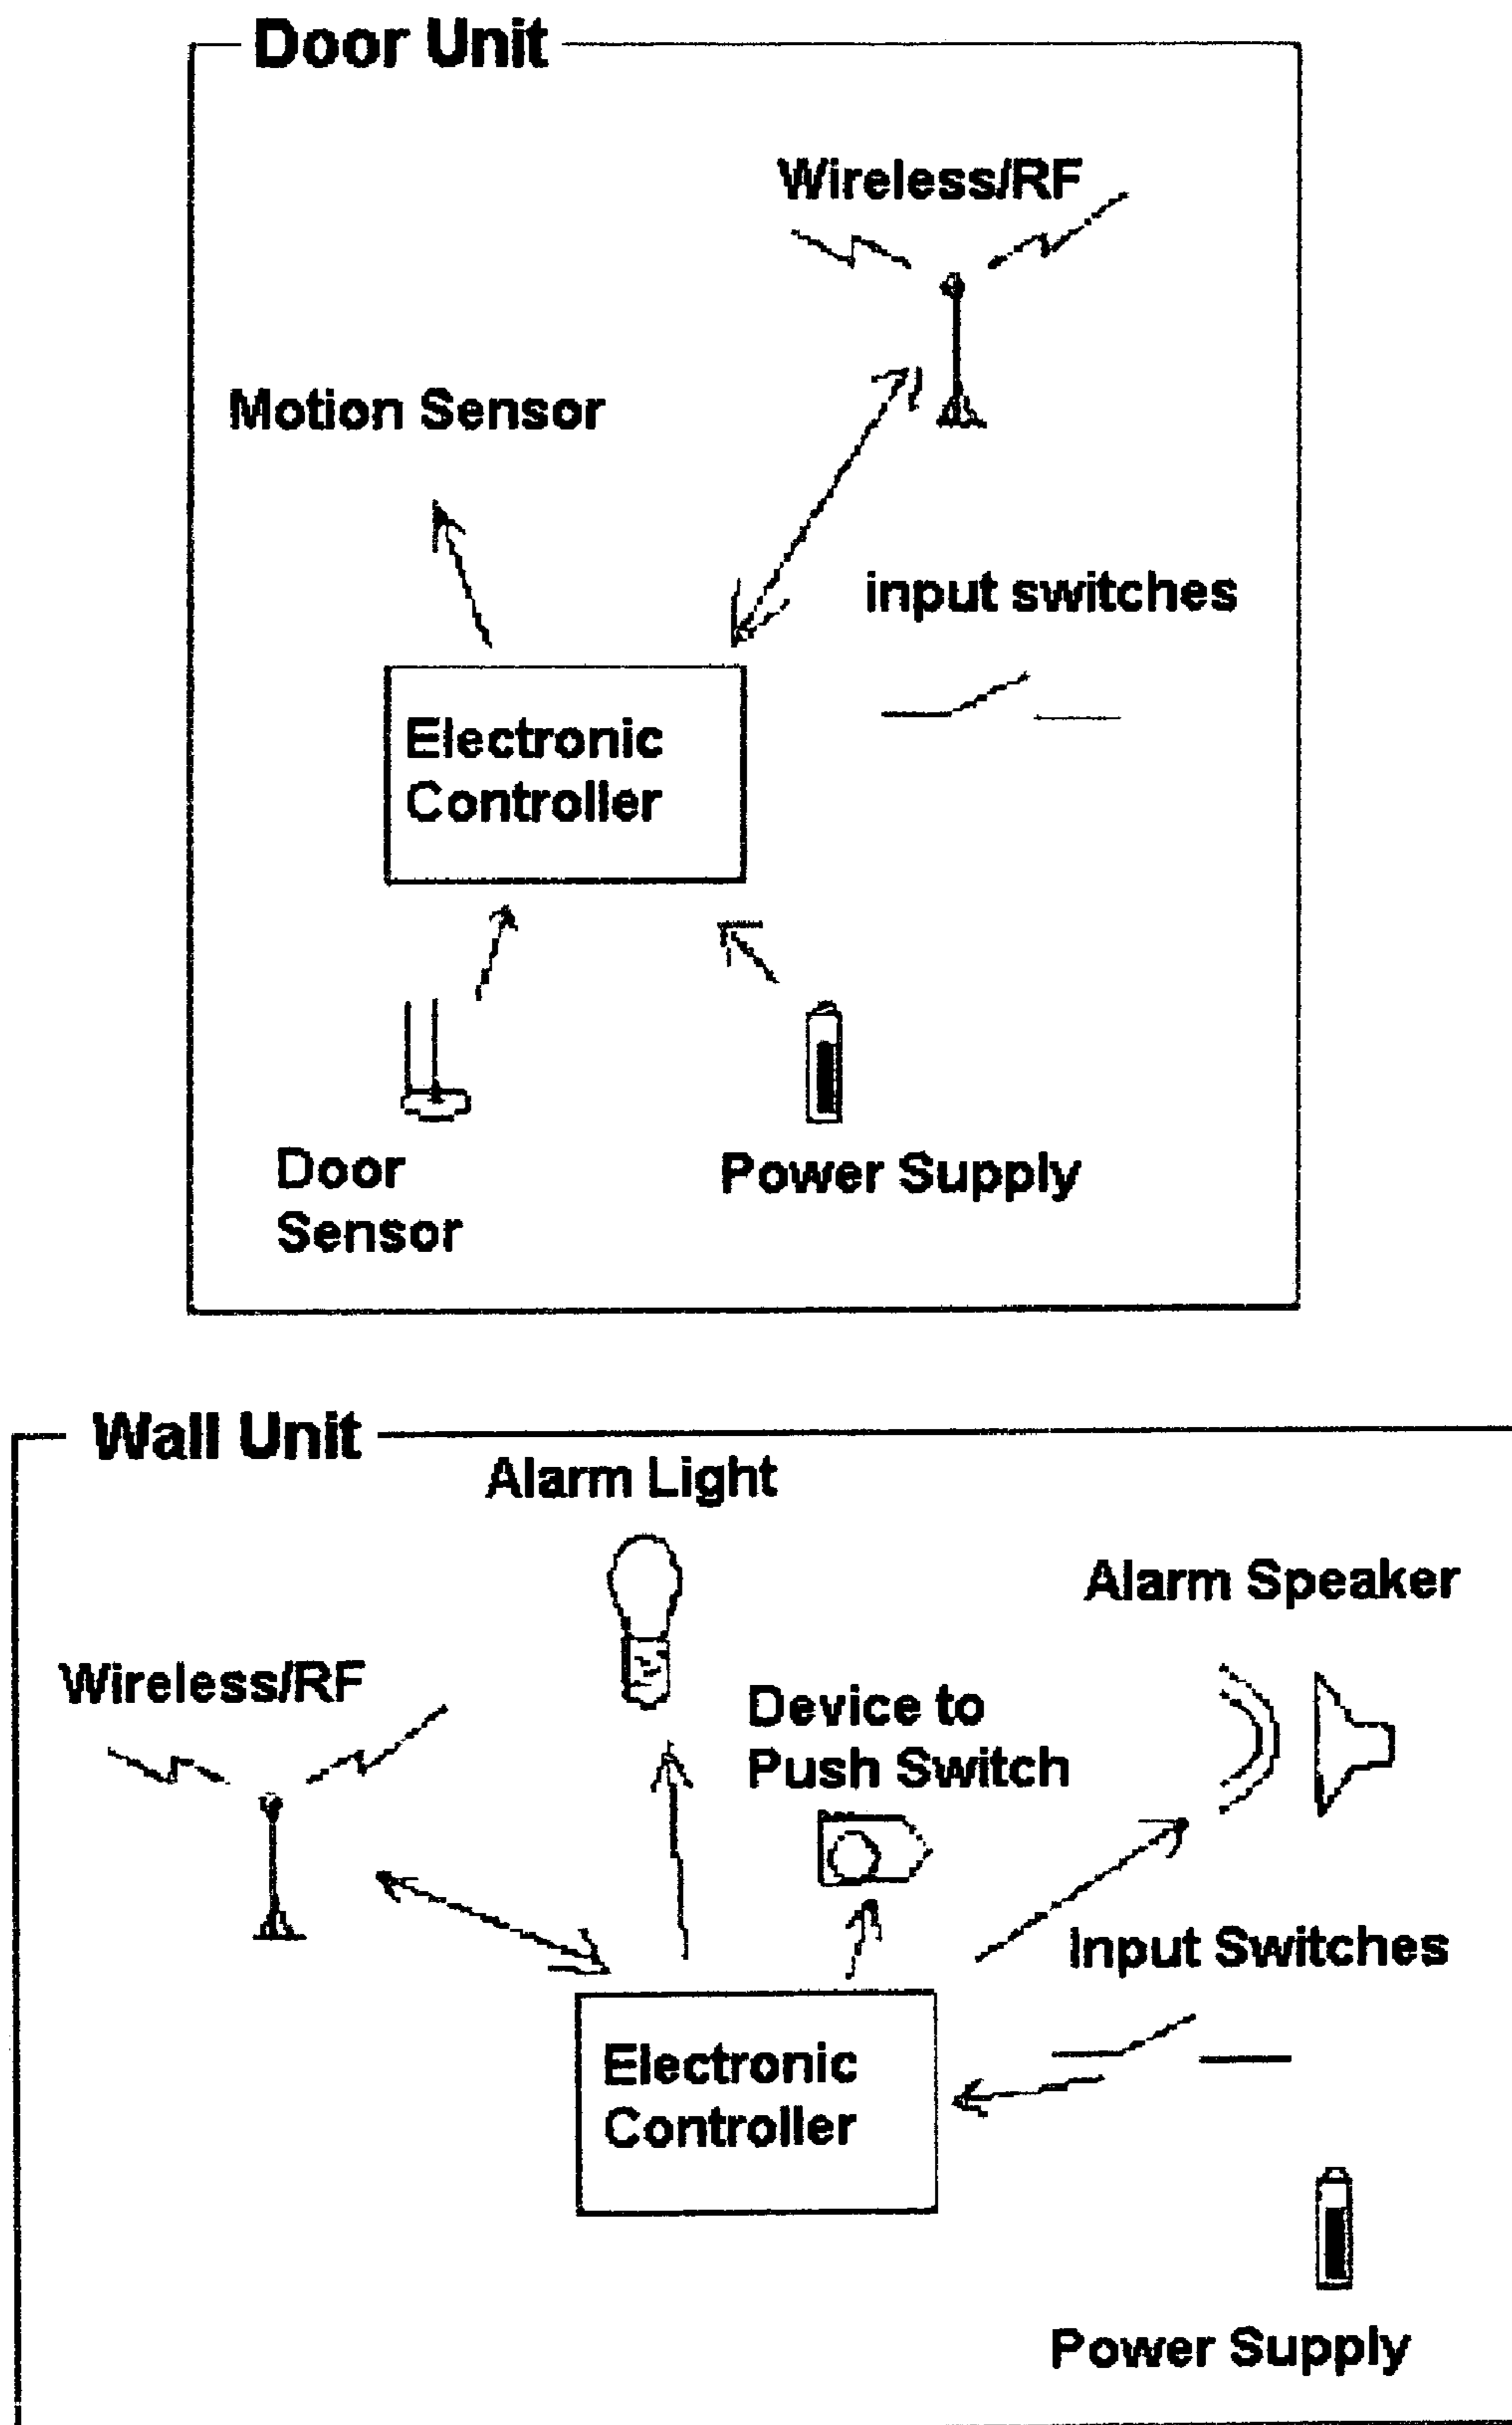 Door Unit
Wireless/RF
Motion Sensor
input switches
Electronic
Controller
Door
Sensor
Power Supply
Wall Unit
Alarm Light
Alarm Speaker
Wireless/RF
Device to
Push Switch
Input Switches
Electronic
Controller
Power Supply